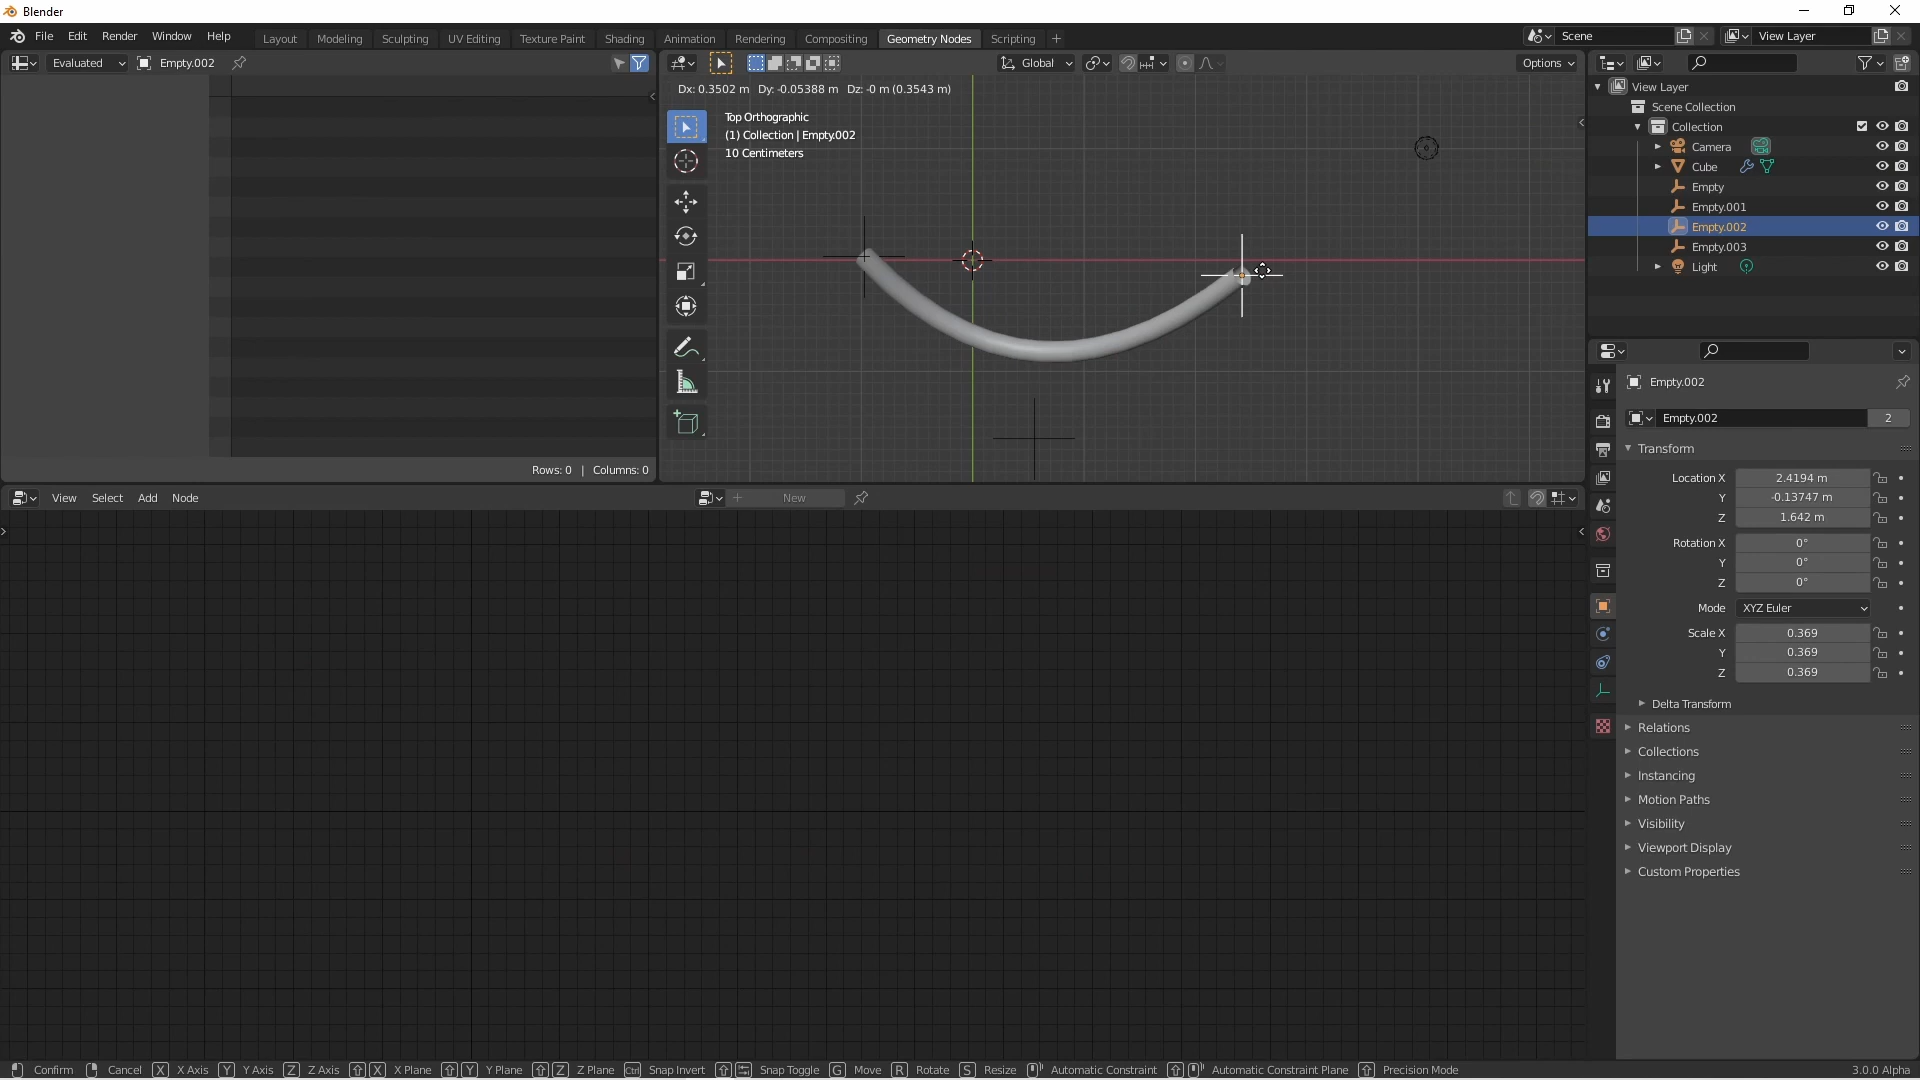 Blender
File Edit Render Window Help
Layout Modeling Sculpting UV Editing Texture Paint Shading Animation Rendering Compositing Geometry Nodes Scripting
Scene
View Layer
Evaluated
Empty.002
Global
Options
Dx: 0.3502 m Dy: -0.05388 m Dz: -0 m (0.3543 m)
Top Orthographic
(1) Collection | Empty.002
10 Centimeters
Rows: 0 | Columns: 0
View Layer
Scene Collection
Collection
Camera
Cube
Empty
Empty.001
Empty.002
Empty.003
Light
View Select Add Node
New
Empty.002
Empty.002
2
Transform
Location X 2.4194 m
Y -0.13747 m
Z 1.642 m
Rotation X 0°
Y 0°
Z 0°
Mode XYZ Euler
Scale X 0.369
Y 0.369
Z 0.369
Delta Transform
Relations
Collections
Instancing
Motion Paths
Visibility
Viewport Display
Custom Properties
Confirm Cancel X X Axis Y Y Axis Z Z Axis X X Plane Y Y Plane Z Z Plane Ctrl Snap Invert Snap Toggle G Move R Rotate S Resize Automatic Constraint Automatic Constraint Plane Precision Mode
3.0.0 Alpha